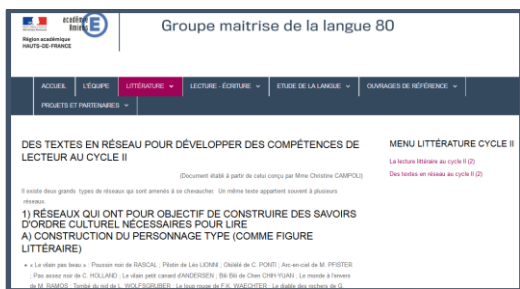 académie
Amiens
Région académique
HAUTS-DE-FRANCE
Groupe maitrise de la langue 80
ACCUEIL L'ÉQUIPE LITTÉRATURE LECTURE - ÉCRITURE ETUDE DE LA LANGUE OUVRAGES DE RÉFÉRENCE
PROJETS ET PARTENAIRES
DES TEXTES EN RÉSEAU POUR DÉVELOPPER DES COMPÉTENCES DE
LECTEUR AU CYCLE II
(Document établi à partir de celui conçu par Mme Christine CAMPOLI)
Il existe deux grands types de réseaux qui sont amenés à se chevaucher. Un même texte appartient souvent à plusieurs
réseaux.
1) RÉSEAUX QUI ONT POUR OBJECTIF DE CONSTRUIRE DES SAVOIRS
D'ORDRE CULTUREL NÉCESSAIRES POUR LIRE
A) CONSTRUCTION DU PERSONNAGE TYPE (COMME FIGURE
LITTÉRAIRE)
• « Le vilain pas beau » : Poussin noir de RASCAL ; Pilotin de Léo LIONNI ; Okilélé de C. PONTI ; Arc-en-ciel de M. PFISTER
; Pas assez noir de C. HOLLAND ; Le vilain petit canard d'ANDERSEN ; Bili Bili de Chen CHIH-YUAN ; Le monde à l'envers
de M. RAMOS ; Tombé du nid de L. WOLFSGRUBER ; Le loup rouge de F.K. WAECHTER ; Le diable des rochers de G.
MENU LITTÉRATURE CYCLE II
La lecture littéraire au cycle II (2)
Des textes en réseau au cycle II (2)